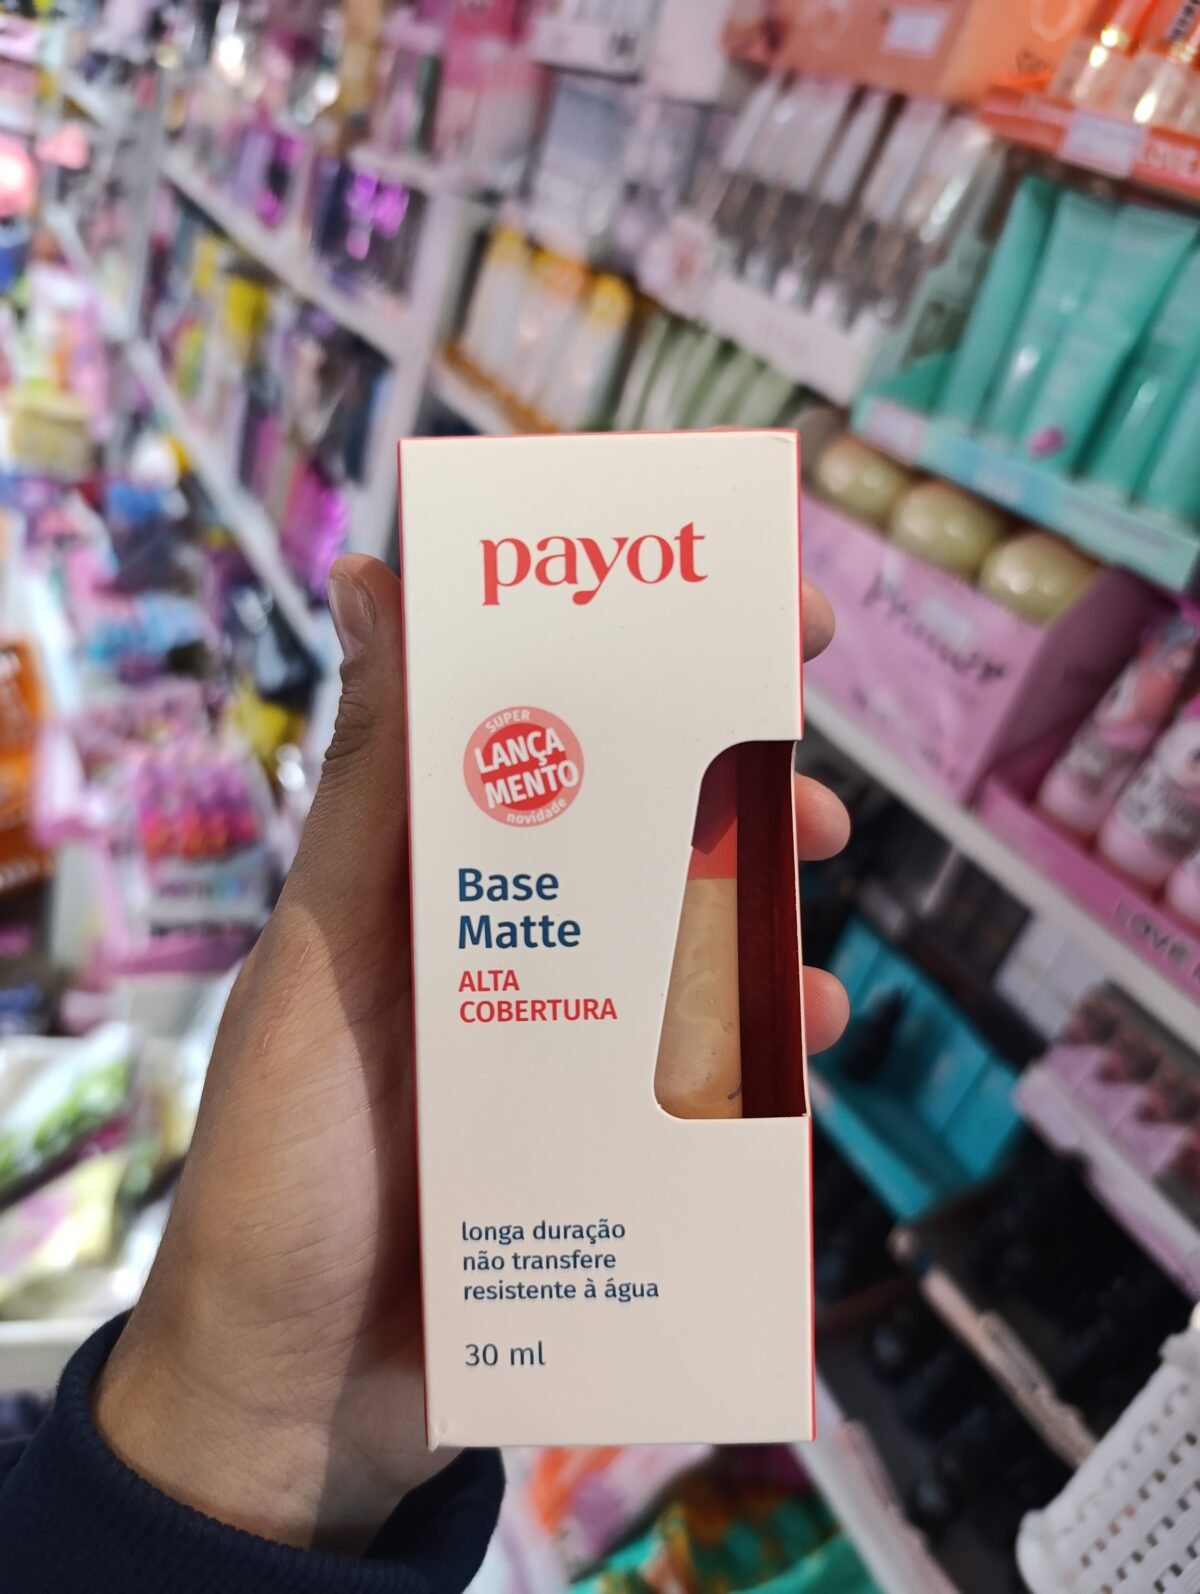 payot
SUPER
LANÇA
MENTO
novidade
Base
Matte
ALTA
COBERTURA
longa duração
não transfere
resistente à água
30 ml